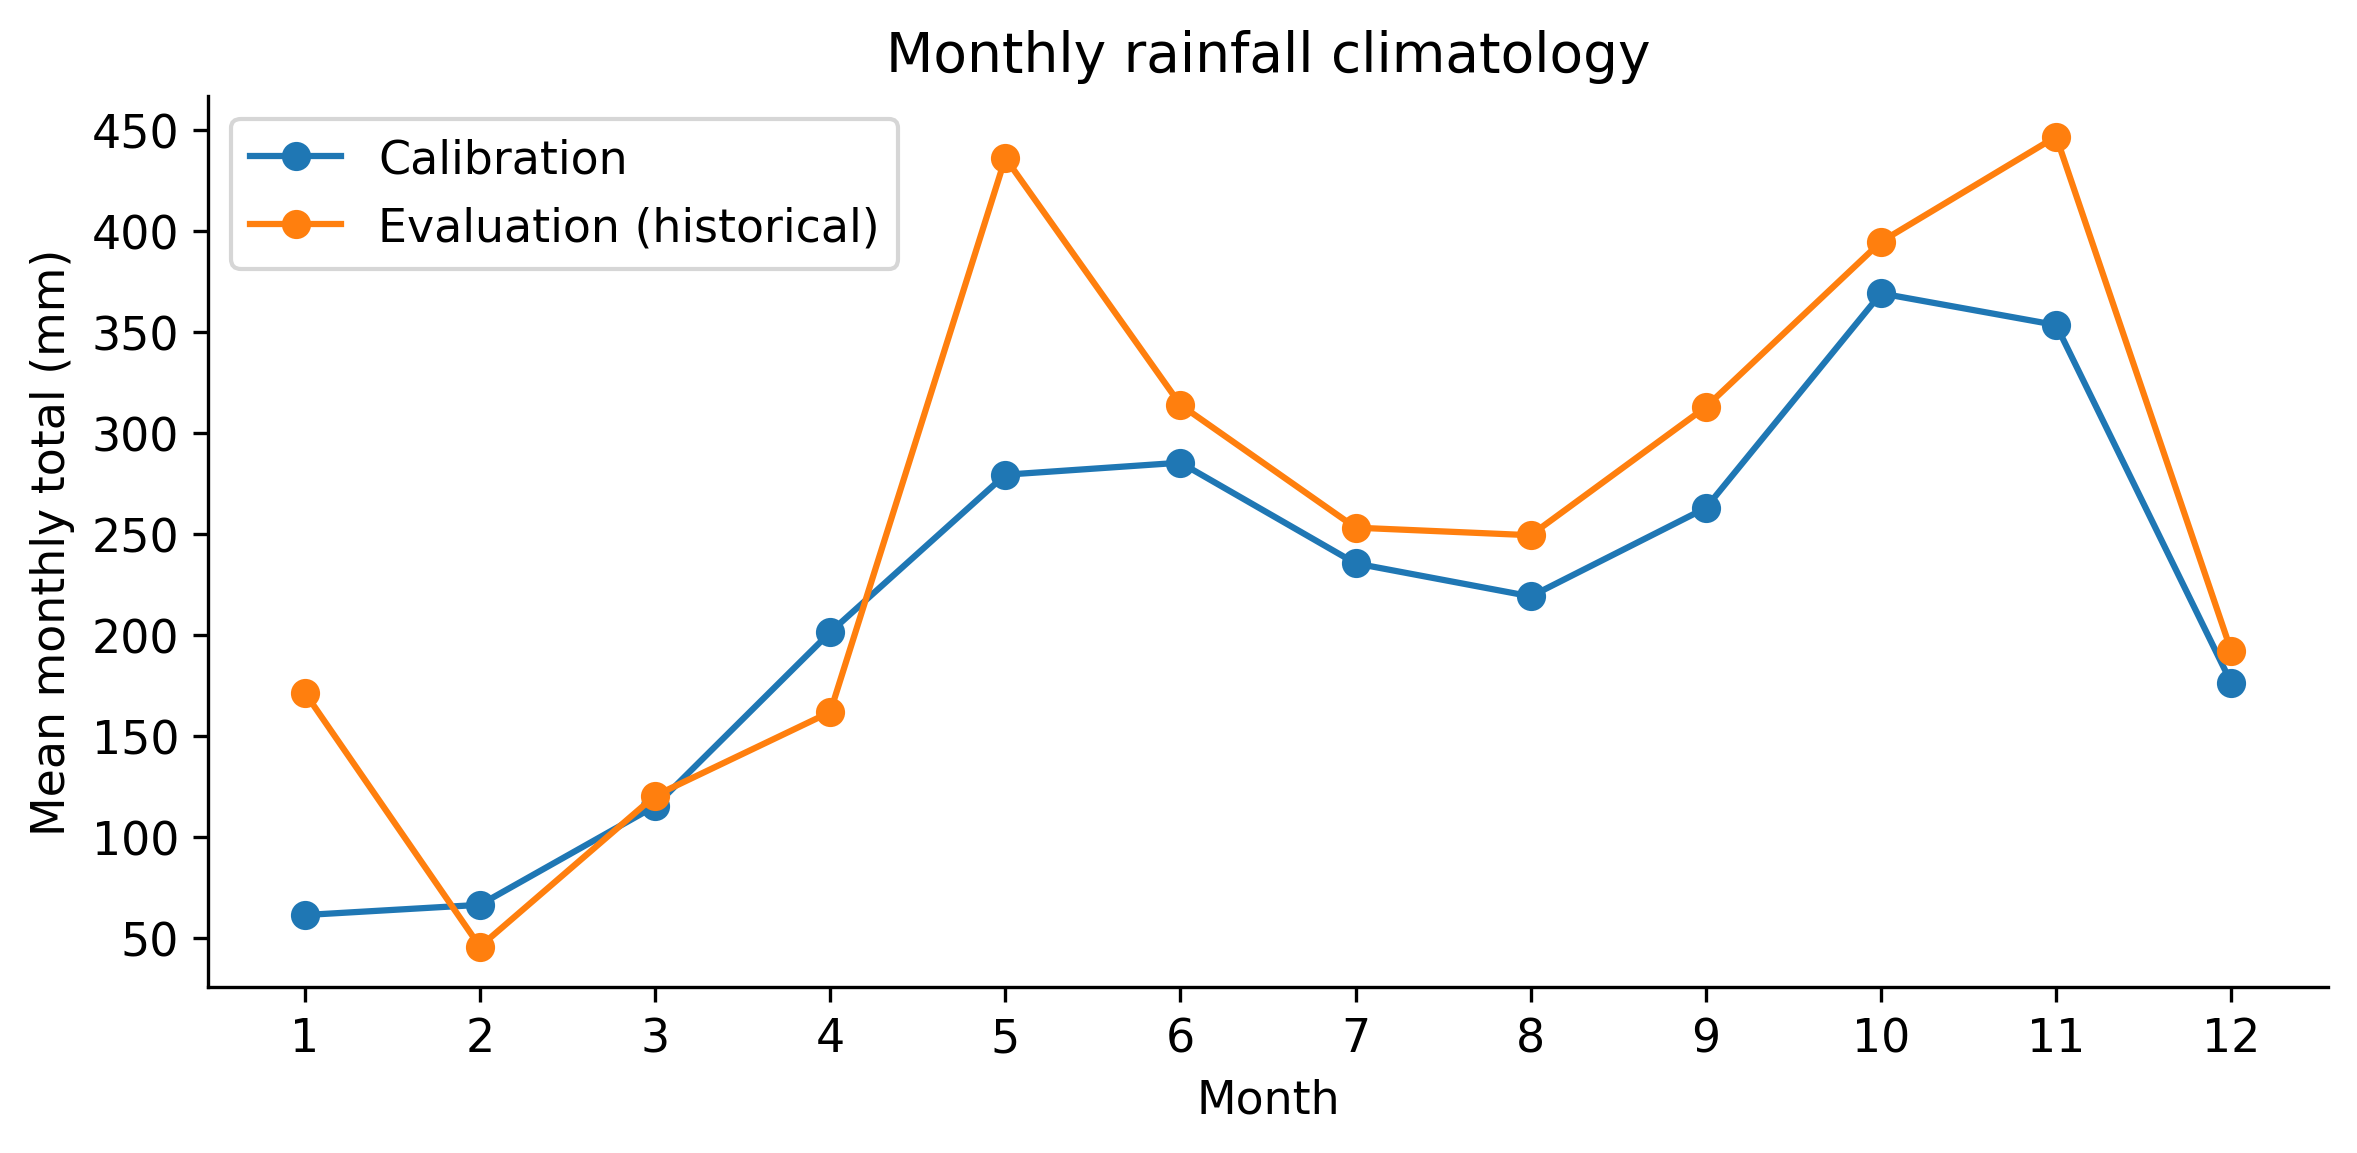 Monthly rainfall climatology
Calibration
Evaluation (historical)
Mean monthly total (mm)
450
400
350
300
250
200
150
100
50
1 2 3 4 5 6 7 8 9 10 11 12
Month